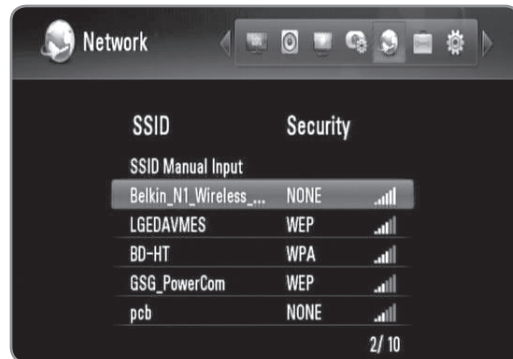 Network
SSID Security
SSID Manual Input
Belkin_N1_Wireless_... NONE
LGEDAVMES WEP
BD-HT WPA
GSG_PowerCom WEP
pcb NONE
2/ 10